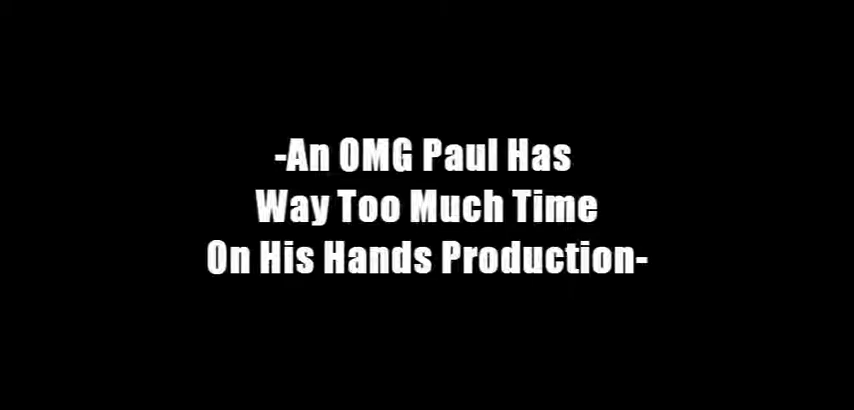 -An OMG Paul Has
Way Too Much Time
On His Hands Production-